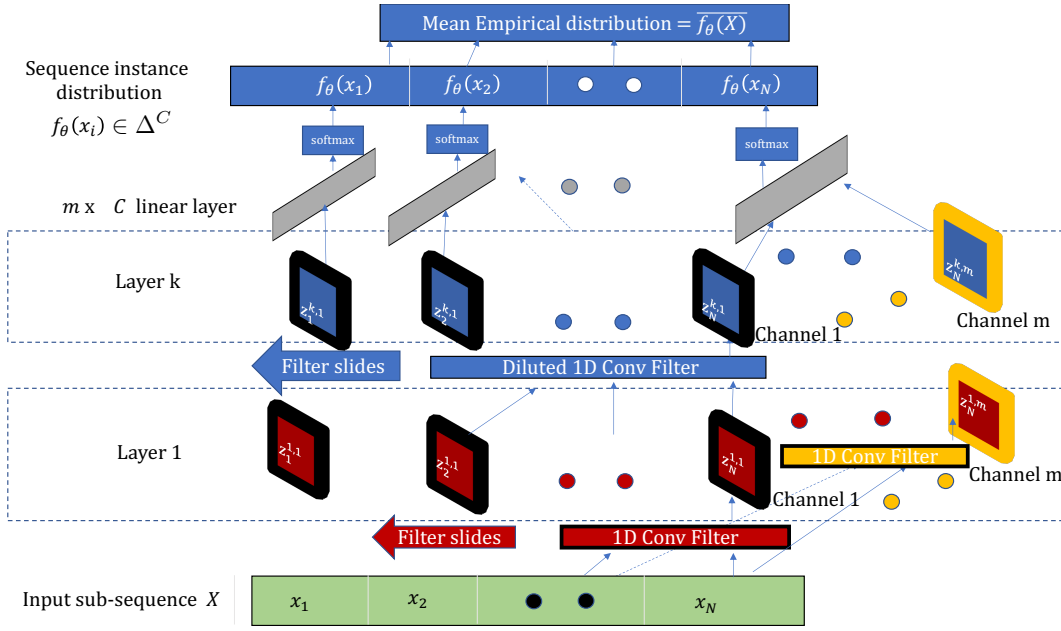 Mean Empirical distribution = $\overline{f_\theta(X)}$
Sequence instance
distribution
$f_\theta(x_i) \in \Delta^C$
$f_\theta(x_1)$ $f_\theta(x_2)$ $f_\theta(x_N)$
softmax softmax softmax
$m$ x $C$ linear layer
Layer k
$z_1^{k,1}$ $z_2^{k,1}$ $z_N^{k,1}$ $z_N^{k,m}$
Channel 1 Channel m
Filter slides Diluted 1D Conv Filter
Layer 1
$z_1^{1,1}$ $z_2^{1,1}$ $z_N^{1,1}$ $z_N^{1,m}$
1D Conv Filter
Channel 1 Channel m
Filter slides 1D Conv Filter
Input sub-sequence $X$ $x_1$ $x_2$ $x_N$